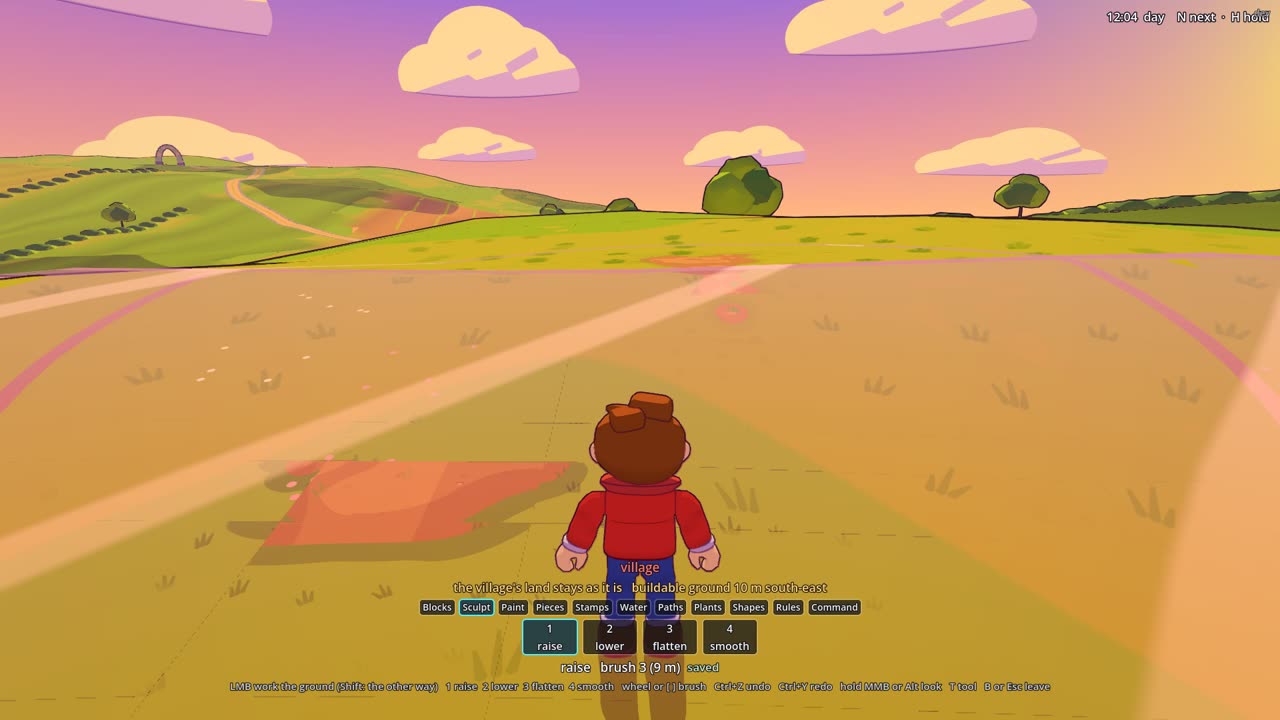 12:04 day N next · H hold
village
the village's land stays as it is buildable ground 10 m south-east
Blocks Sculpt Paint Pieces Stamps Water Paths Plants Shapes Rules Command
1 2 3 4
raise lower flatten smooth
raise brush 3 (9 m) saved
LMB work the ground (Shift: the other way) 1 raise 2 lower 3 flatten 4 smooth wheel or [ ] brush Ctrl+Z undo Ctrl+Y redo hold MMB or Alt look T tool B or Esc leave